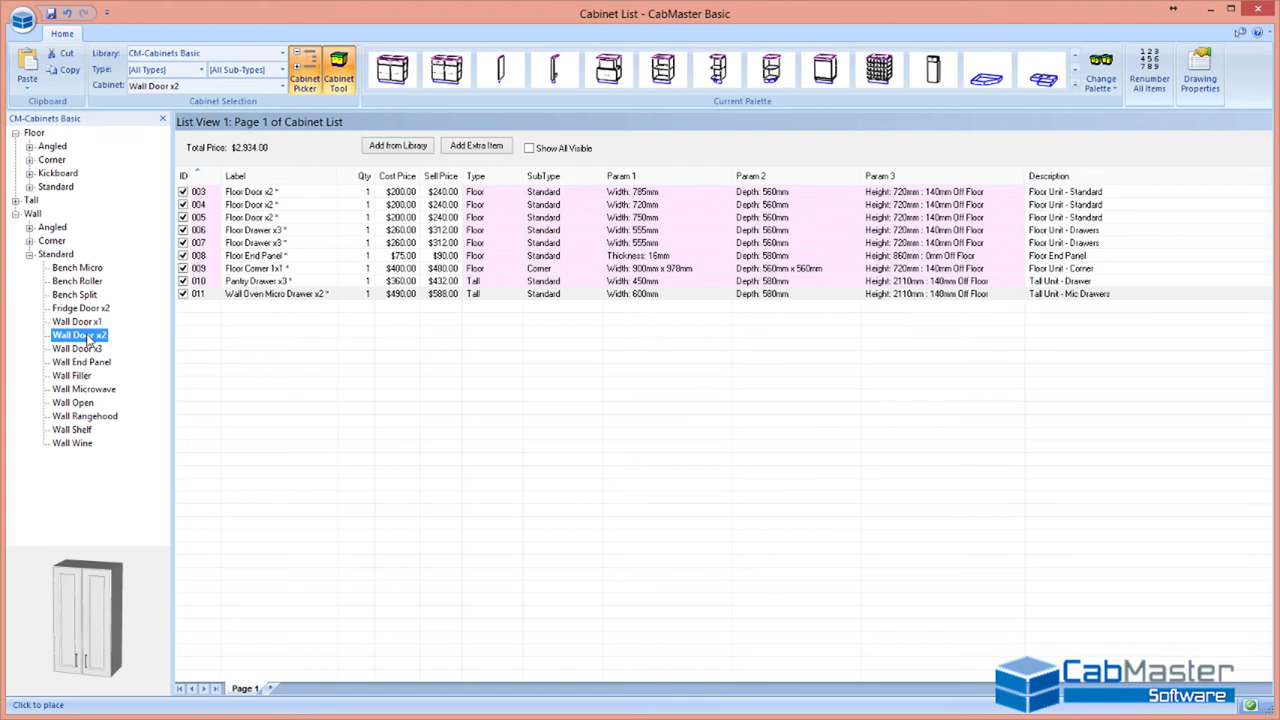 Cabinet List - CabMaster Basic
Home
Paste
Cut
Copy
Clipboard
Library: CM-Cabinets Basic
Type: [All Types] [All Sub-Types]
Cabinet: Wall Door x2
Cabinet Selection
Cabinet Picker
Cabinet Tool
Current Palette
Change Palette
1 2 3
4 5 6
7 8 9
Renumber All Items
Drawing Properties
CM-Cabinets Basic
Floor
Angled
Corner
Kickboard
Standard
Tall
Wall
Angled
Corner
Standard
Bench Micro
Bench Roller
Bench Split
Fridge Door x2
Wall Door x1
Wall Door x2
Wall Door x3
Wall End Panel
Wall Filler
Wall Microwave
Wall Open
Wall Rangehood
Wall Shelf
Wall Wine
List View 1: Page 1 of Cabinet List
Total Price: $2,934.00 Add from Library Add Extra Item Show All Visible
ID Label Qty Cost Price Sell Price Type SubType Param 1 Param 2 Param 3 Description
003 Floor Door x2 * 1 $200.00 $240.00 Floor Standard Width: 785mm Depth: 560mm Height: 720mm : 140mm Off Floor Floor Unit - Standard
004 Floor Door x2 * 1 $200.00 $240.00 Floor Standard Width: 720mm Depth: 560mm Height: 720mm : 140mm Off Floor Floor Unit - Standard
005 Floor Door x2 * 1 $200.00 $240.00 Floor Standard Width: 750mm Depth: 560mm Height: 720mm : 140mm Off Floor Floor Unit - Standard
006 Floor Drawer x3 * 1 $260.00 $312.00 Floor Standard Width: 555mm Depth: 560mm Height: 720mm : 140mm Off Floor Floor Unit - Drawers
007 Floor Drawer x3 * 1 $260.00 $312.00 Floor Standard Width: 555mm Depth: 560mm Height: 720mm : 140mm Off Floor Floor Unit - Drawers
008 Floor End Panel * 1 $75.00 $90.00 Floor Standard Thickness: 16mm Depth: 580mm Height: 860mm : 0mm Off Floor Floor End Panel
009 Floor Corner 1x1 * 1 $400.00 $480.00 Floor Corner Width: 900mm x 978mm Depth: 560mm x 560mm Height: 720mm : 140mm Off Floor Floor Unit - Corner
010 Pantry Drawer x3 * 1 $360.00 $432.00 Tall Standard Width: 450mm Depth: 580mm Height: 2110mm : 140mm Off Floor Tall Unit - Drawer
011 Wall Oven Micro Drawer x2 * 1 $490.00 $588.00 Tall Standard Width: 600mm Depth: 580mm Height: 2110mm : 140mm Off Floor Tall Unit - Mic Drawers
Page 1
CabMaster
Software
Click to place